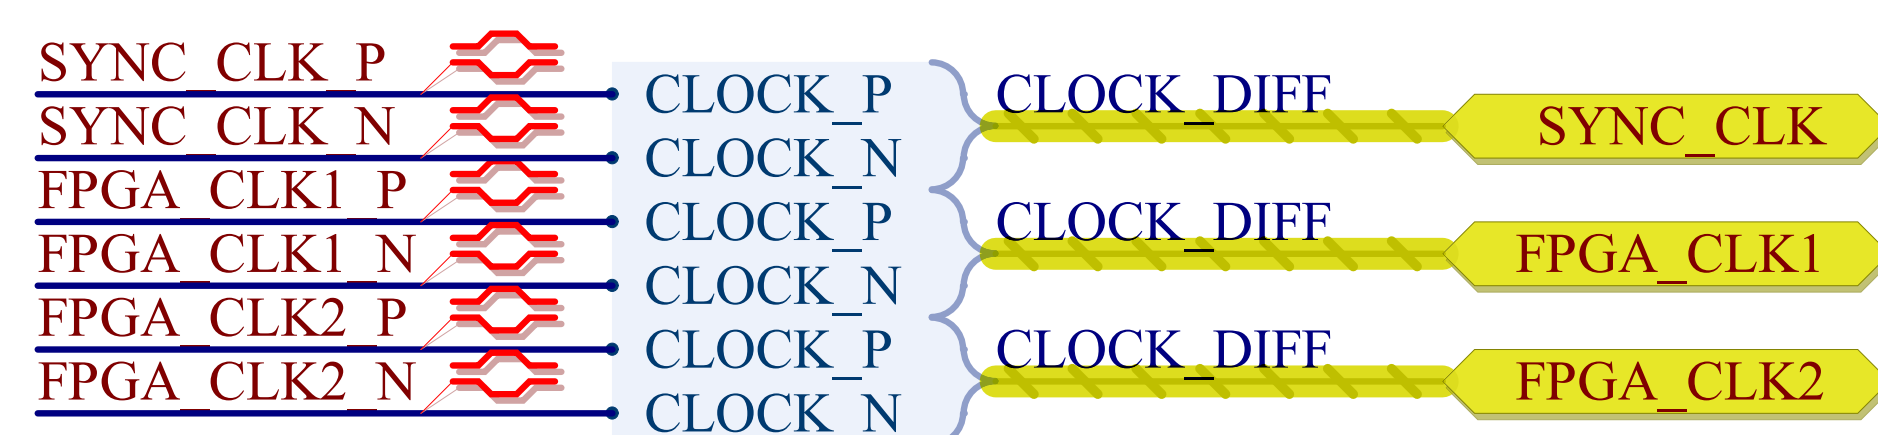 SYNC_CLK_P
CLOCK_P CLOCK_DIFF
SYNC_CLK_N SYNC_CLK
CLOCK_N
FPGA_CLK1_P
CLOCK_P CLOCK_DIFF
FPGA_CLK1_N FPGA_CLK1
CLOCK_N
FPGA_CLK2_P
CLOCK_P CLOCK_DIFF
FPGA_CLK2_N FPGA_CLK2
CLOCK_N